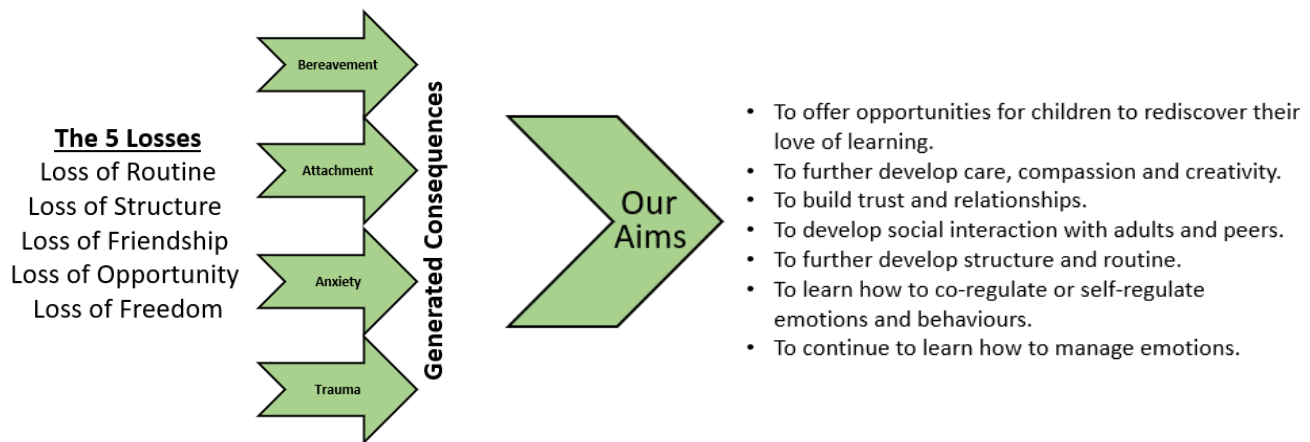 The 5 Losses
Loss of Routine
Loss of Structure
Loss of Friendship
Loss of Opportunity
Loss of Freedom
Bereavement
Attachment
Anxiety
Trauma
Generated Consequences
Our
Aims
• To offer opportunities for children to rediscover their
love of learning.
• To further develop care, compassion and creativity.
• To build trust and relationships.
• To develop social interaction with adults and peers.
• To further develop structure and routine.
• To learn how to co-regulate or self-regulate
emotions and behaviours.
• To continue to learn how to manage emotions.